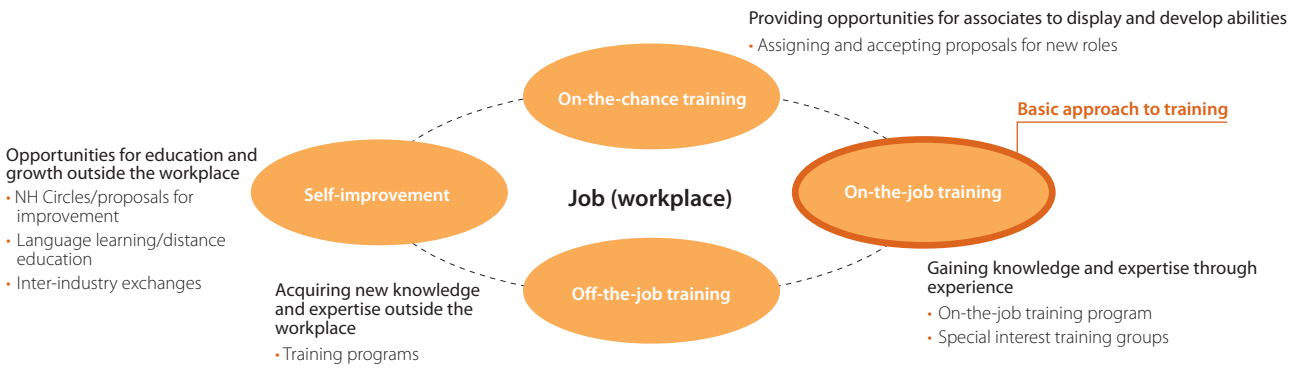 Providing opportunities for associates to display and develop abilities
• Assigning and accepting proposals for new roles
On-the-chance training
Basic approach to training
Opportunities for education and
growth outside the workplace
• NH Circles/proposals for
improvement
• Language learning/distance
education
• Inter-industry exchanges
Self-improvement
Job (workplace)
On-the-job training
Gaining knowledge and expertise through
experience
• On-the-job training program
• Special interest training groups
Off-the-job training
Acquiring new knowledge
and expertise outside the
workplace
• Training programs